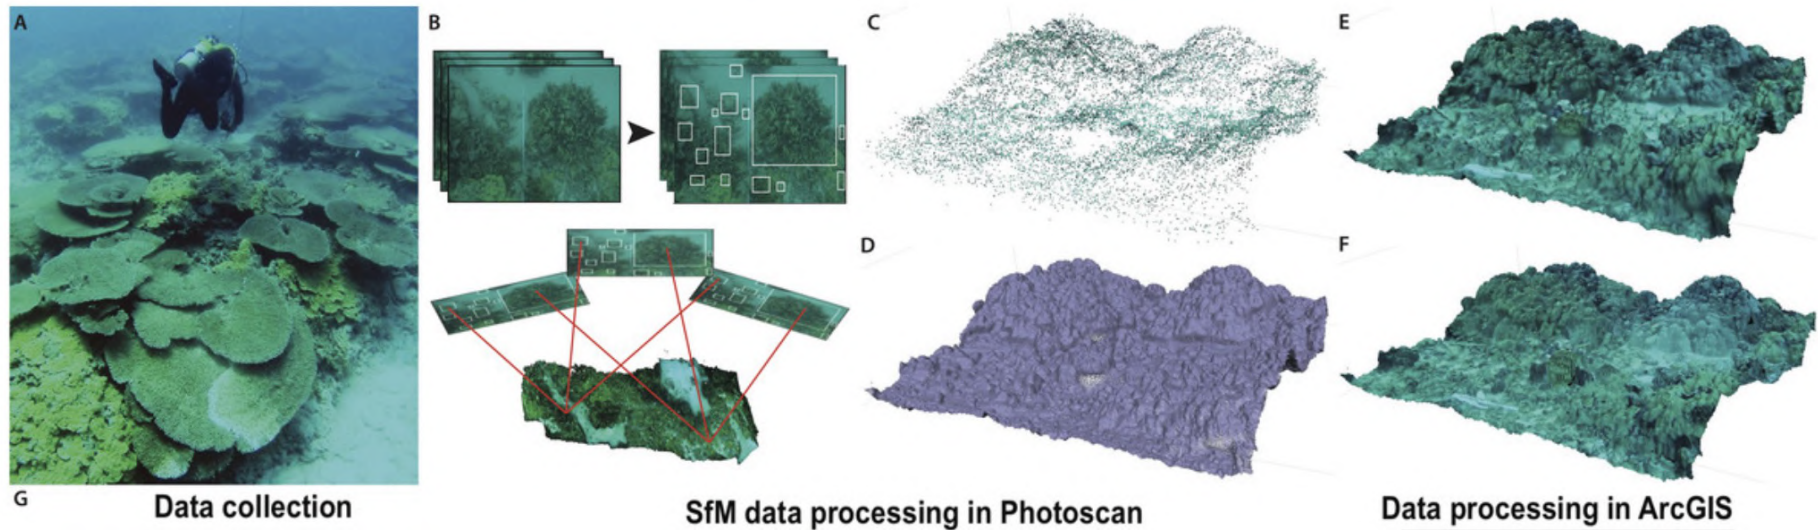 A
B
C
E
D
F
G
Data collection
SfM data processing in Photoscan
Data processing in ArcGIS